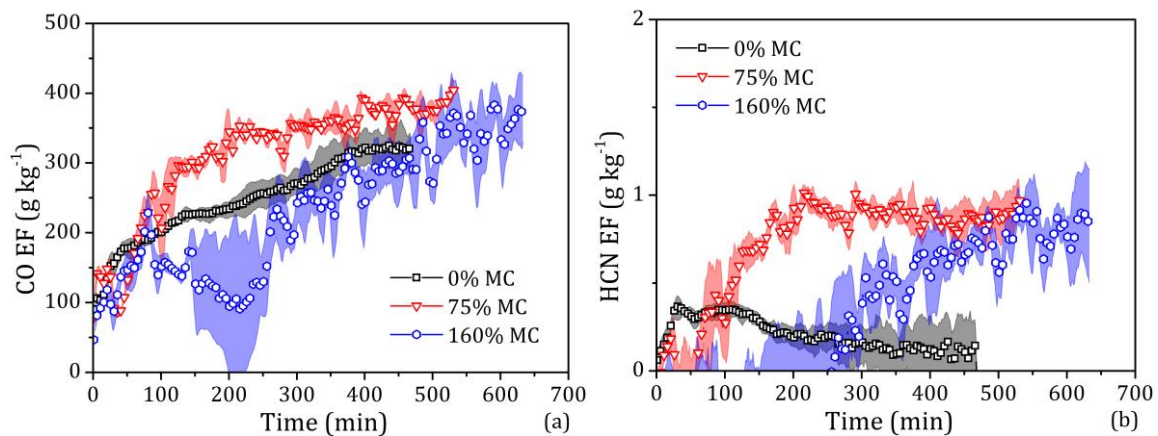 500
400
300
200
100
0
CO EF (g kg⁻¹)
0% MC
75% MC
160% MC
0 100 200 300 400 500 600 700
Time (min)
(a)
2
1
0
HCN EF (g kg⁻¹)
0% MC
75% MC
160% MC
0 100 200 300 400 500 600 700
Time (min)
(b)